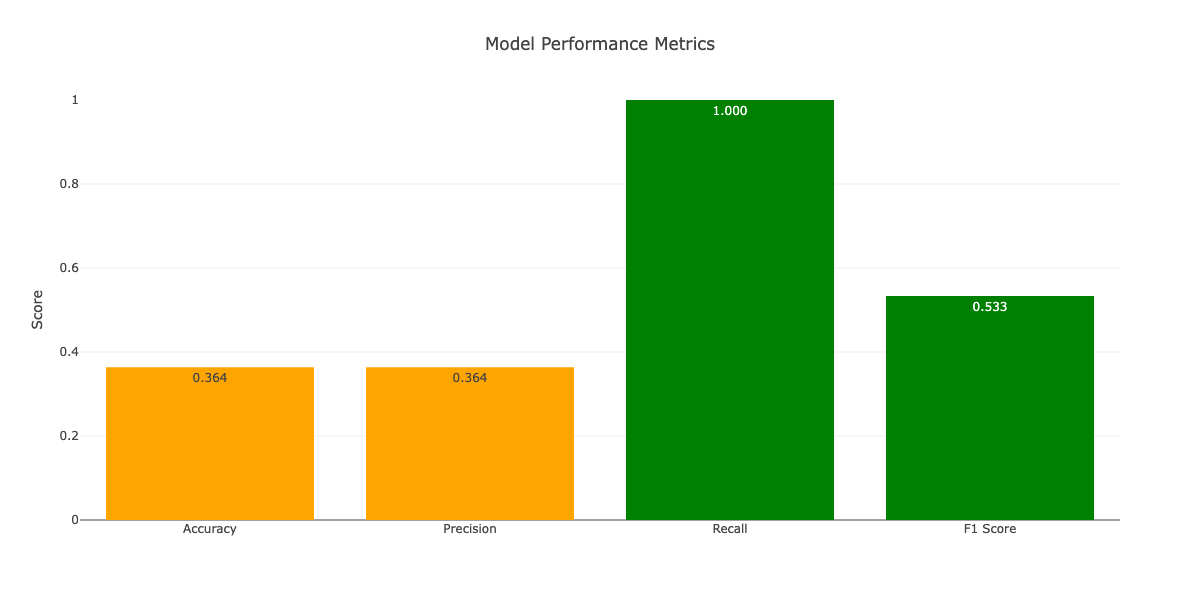 Model Performance Metrics
Score
1
0.8
0.6
0.4
0.2
0
0.364
0.364
1.000
0.533
Accuracy
Precision
Recall
F1 Score